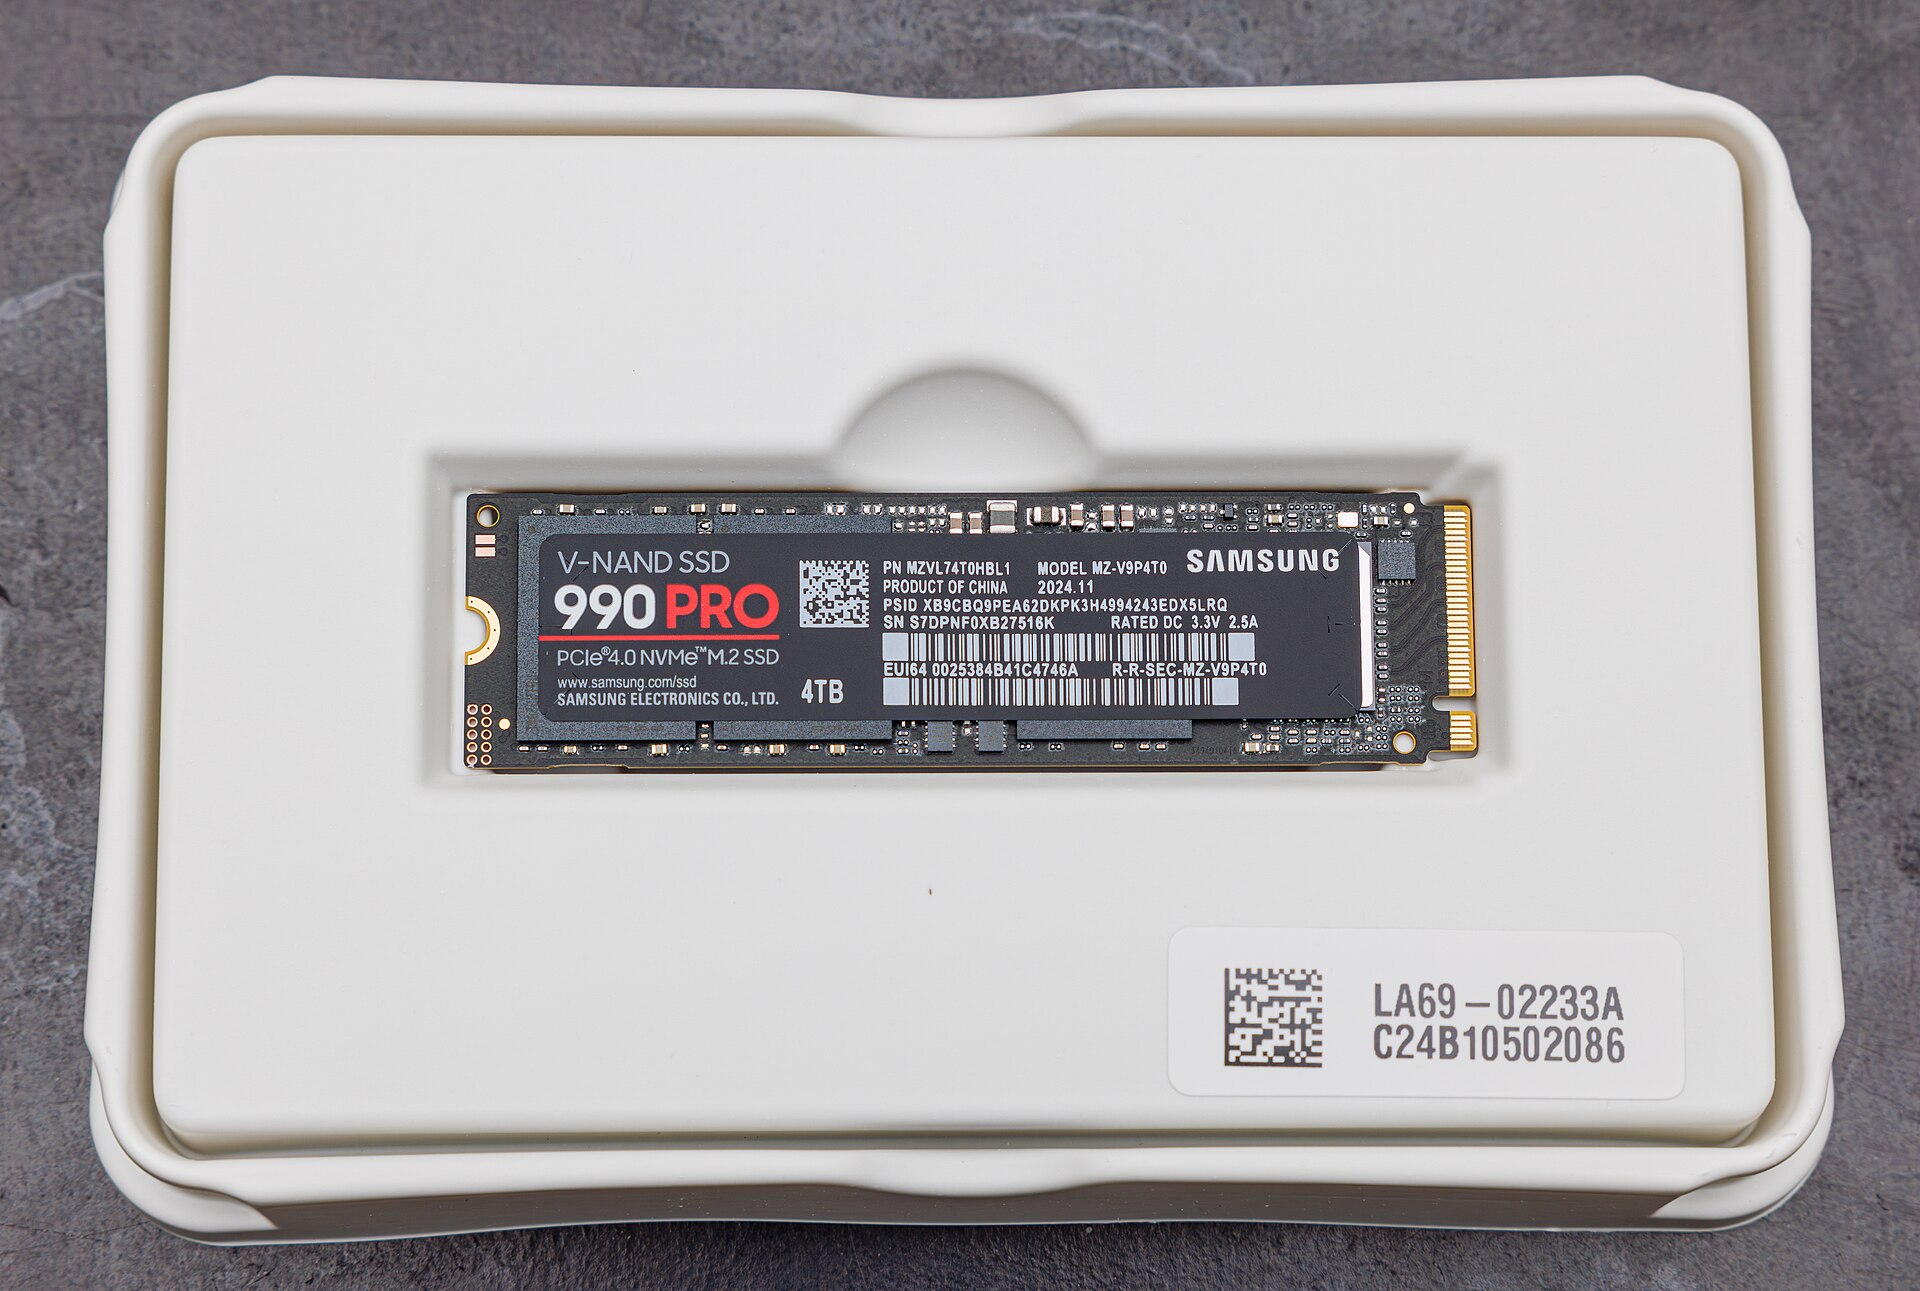 V-NAND SSD
990 PRO
PCIe®4.0 NVMe™ M.2 SSD
www.samsung.com/ssd
SAMSUNG ELECTRONICS CO., LTD.
4TB
PN MZVL74T0HBL1 MODEL MZ-V9P4T0
PRODUCT OF CHINA 2024.11
PSID XB9CBQ9PEA62DKPK3H4994243EDX5LRQ
SN S7DPNF0XB27516K RATED DC 3.3V 2.5A
EUI64 0025384B41C4746A R-R-SEC-MZ-V9P4T0
SAMSUNG
LA69-02233A
C24B10502086